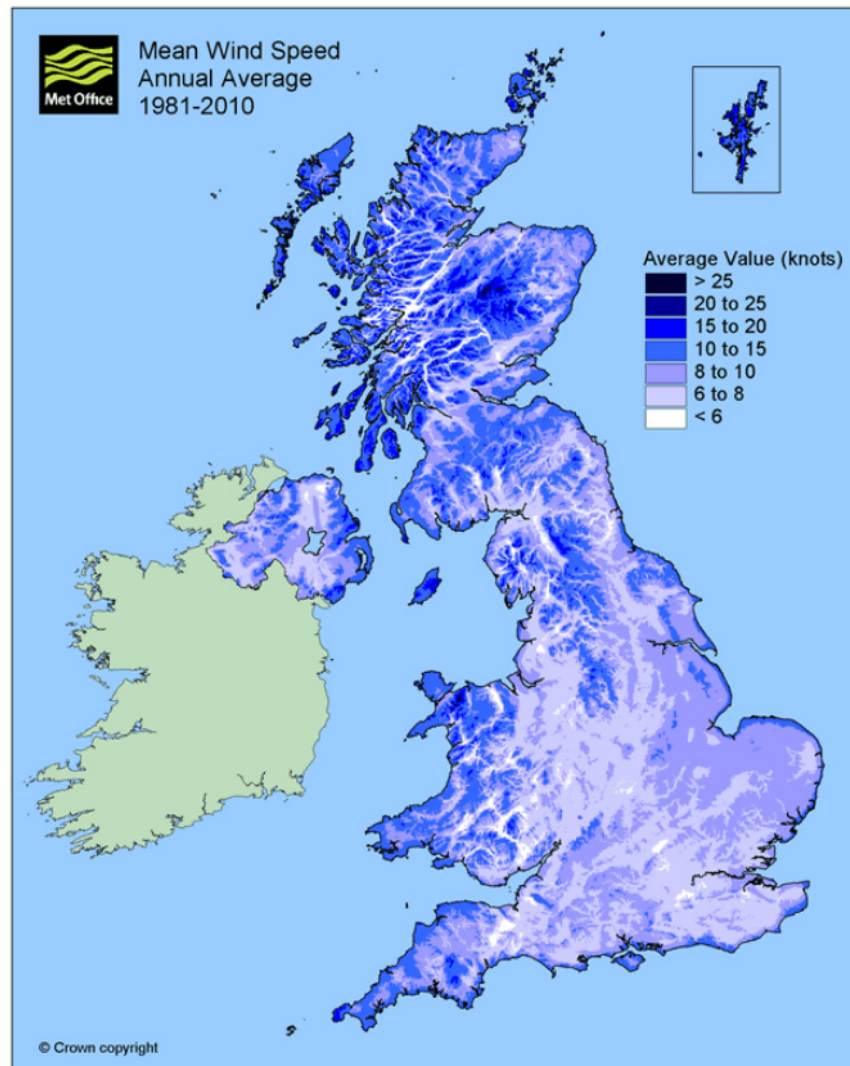 Met Office
Mean Wind Speed
Annual Average
1981-2010
Average Value (knots)
> 25
20 to 25
15 to 20
10 to 15
8 to 10
6 to 8
< 6
© Crown copyright